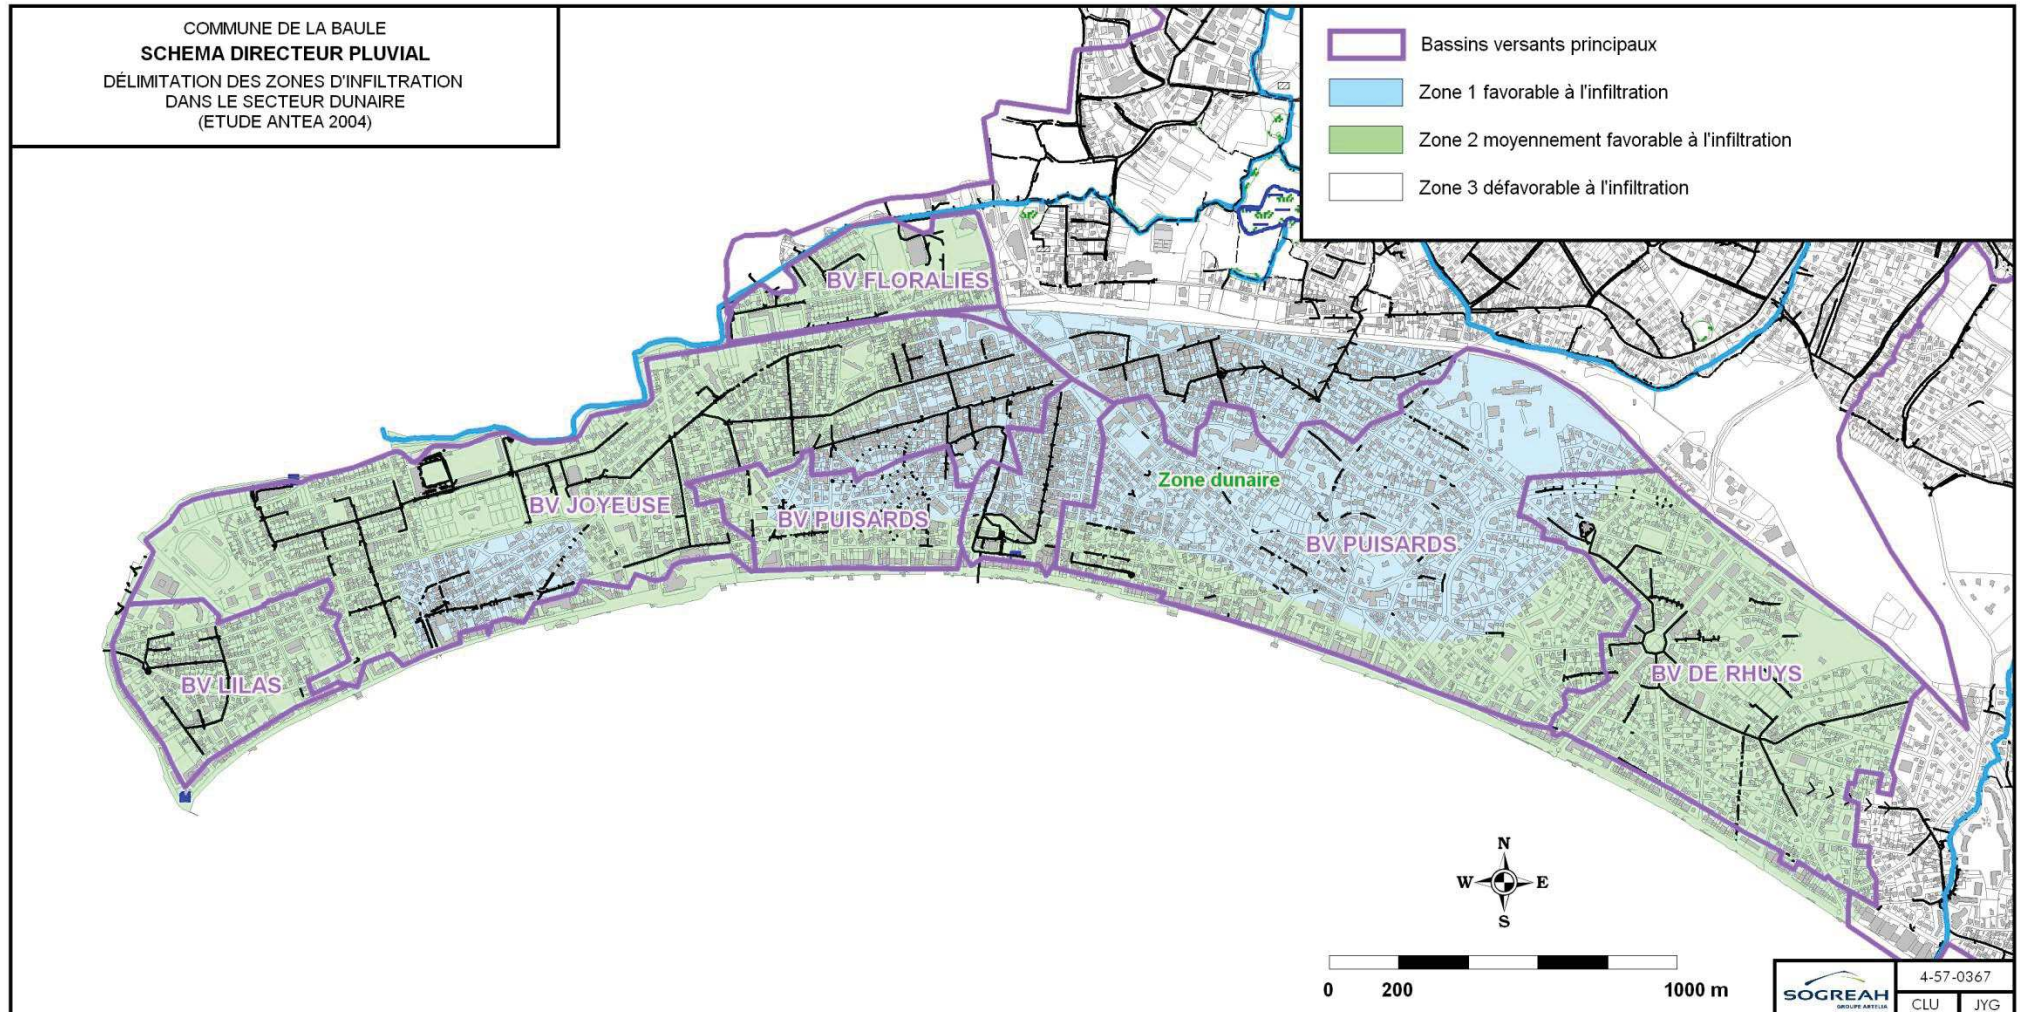 COMMUNE DE LA BAULE
SCHEMA DIRECTEUR PLUVIAL
DÉLIMITATION DES ZONES D'INFILTRATION
DANS LE SECTEUR DUNAIRE
(ETUDE ANTEA 2004)
Bassins versants principaux
Zone 1 favorable à l'infiltration
Zone 2 moyennement favorable à l'infiltration
Zone 3 défavorable à l'infiltration
BV FLORALIES
Zone dunaire
BV JOYEUSE
BV PUISARDS
BV PUISARDS
BV LILAS
BV DE RHUYS
N
W E
S
0 200 1000 m
SOGREAH
GROUPE ARTELIA
4-57-0367
CLU JYG